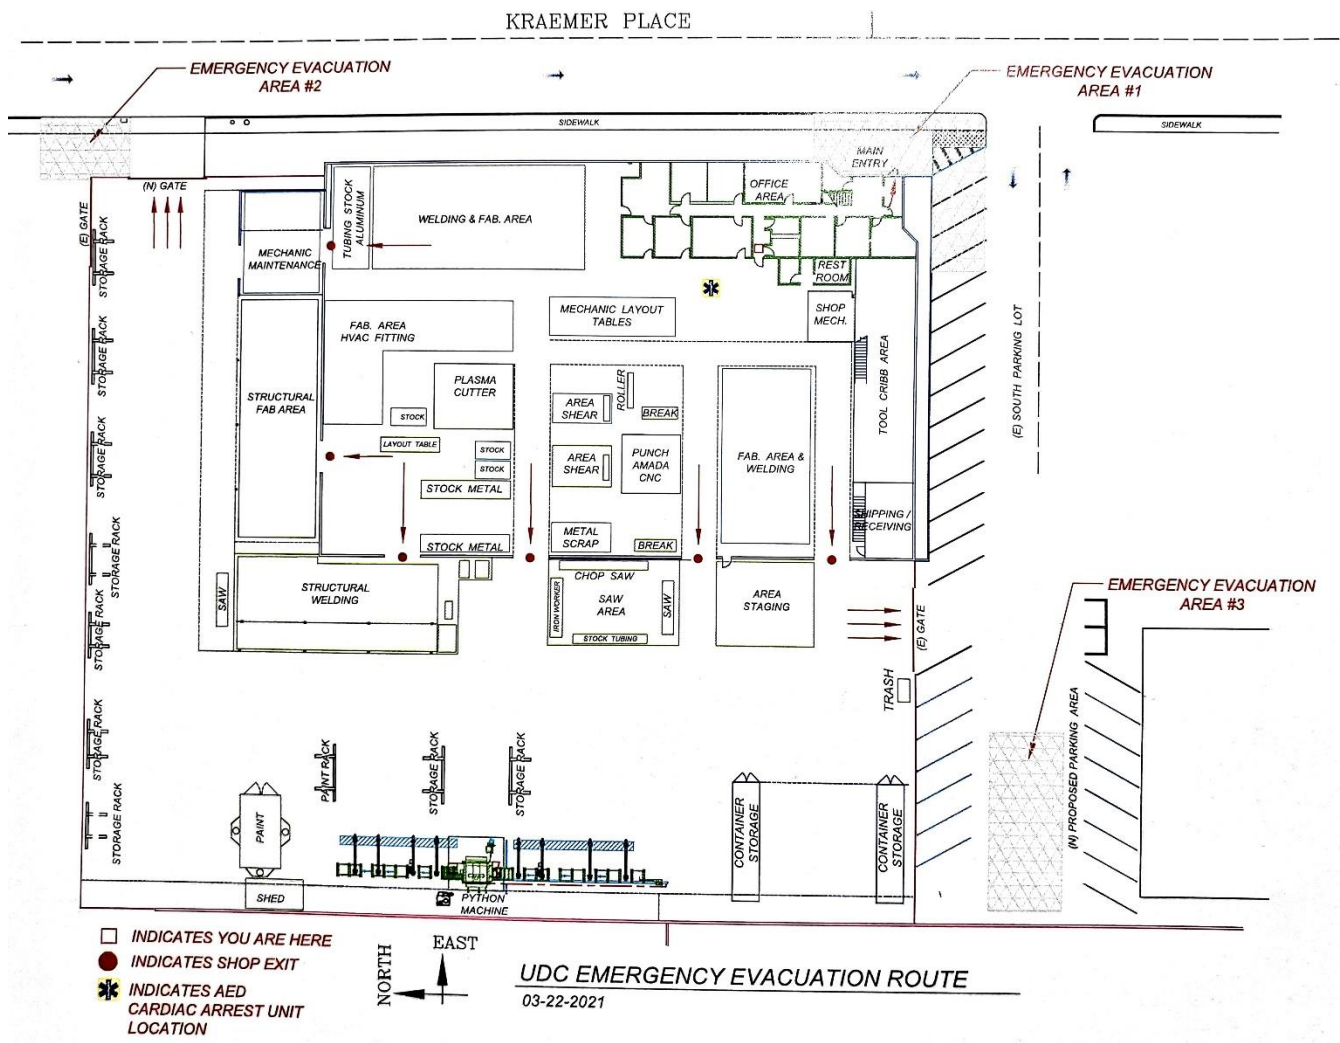 KRAEMER PLACE
EMERGENCY EVACUATION
AREA #2
EMERGENCY EVACUATION
AREA #1
SIDEWALK
SIDEWALK
MAIN
ENTRY
(N) GATE
(E) GATE
STORAGE RACK
TUBING STOCK
ALUMINUM
WELDING & FAB. AREA
OFFICE
AREA
MECHANIC
MAINTENANCE
REST
ROOM
SHOP
MECH.
MECHANIC LAYOUT
TABLES
FAB. AREA
HVAC FITTING
STORAGE RACK
TOOL CRIBB AREA
(E) SOUTH PARKING LOT
STRUCTURAL
FAB AREA
PLASMA
CUTTER
STOCK
LAYOUT TABLE
STOCK
STOCK
STOCK METAL
STOCK METAL
AREA
SHEAR
ROLLER
BREAK
AREA
SHEAR
PUNCH
AMADA
CNC
METAL
SCRAP
BREAK
FAB. AREA &
WELDING
SHIPPING /
RECEIVING
STORAGE RACK
STORAGE RACK
STORAGE RACK
SAW
STRUCTURAL
WELDING
CHOP SAW
SAW
AREA
IRON WORKER
SAW
STOCK TUBING
AREA
STAGING
(E) GATE
EMERGENCY EVACUATION
AREA #3
TRASH
(N) PROPOSED PARKING AREA
STORAGE RACK
STORAGE RACK
PAINT RACK
STORAGE RACK
STORAGE RACK
PAINT
SHED
PYTHON
MACHINE
CONTAINER
STORAGE
CONTAINER
STORAGE
INDICATES YOU ARE HERE
INDICATES SHOP EXIT
INDICATES AED
CARDIAC ARREST UNIT
LOCATION
NORTH
EAST
UDC EMERGENCY EVACUATION ROUTE
03-22-2021